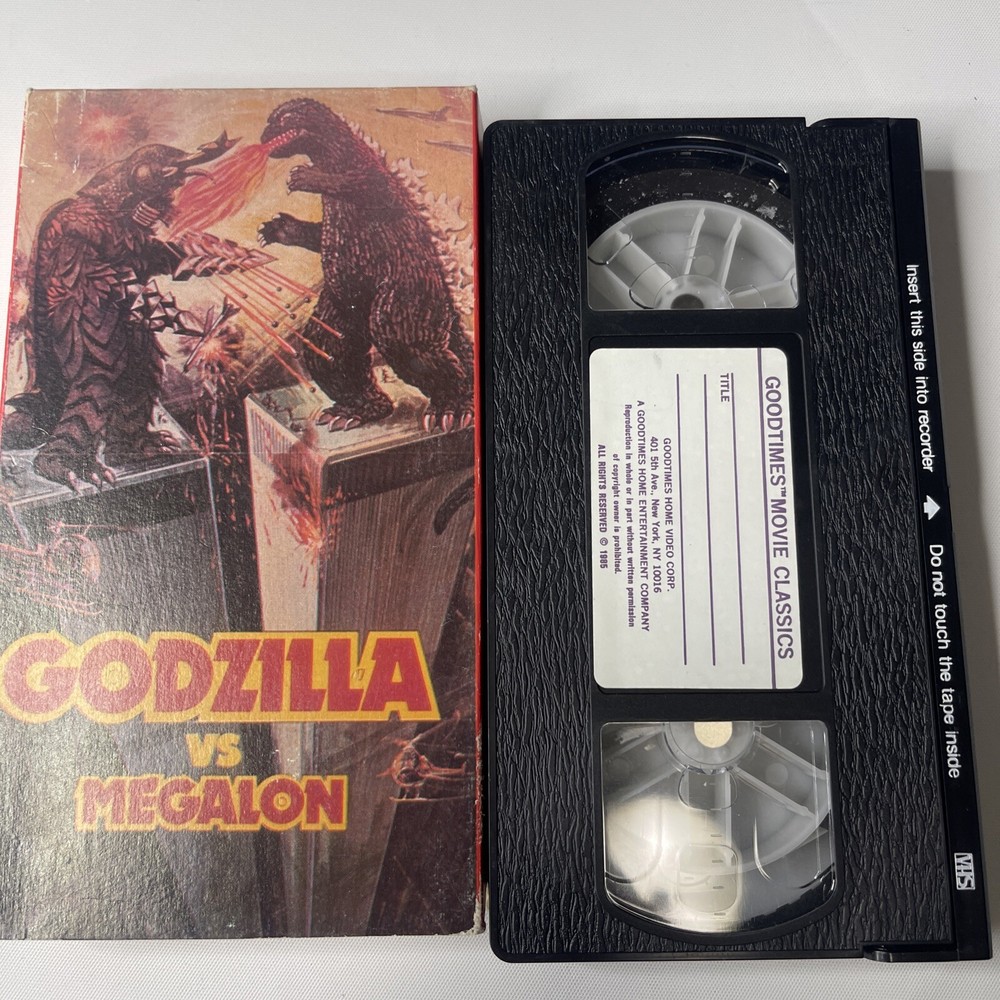 GODZILLA
VS
MEGALON
GOODTIMES™ MOVIE CLASSICS
TITLE
GOODTIMES HOME VIDEO CORP.
401 5th Ave., New York, NY 10016
A GOODTIMES HOME ENTERTAINMENT COMPANY
Reproduction in whole or in part without written permission
of copyright owner is prohibited.
ALL RIGHTS RESERVED © 1985
Insert this side into recorder Do not touch the tape inside
VHS